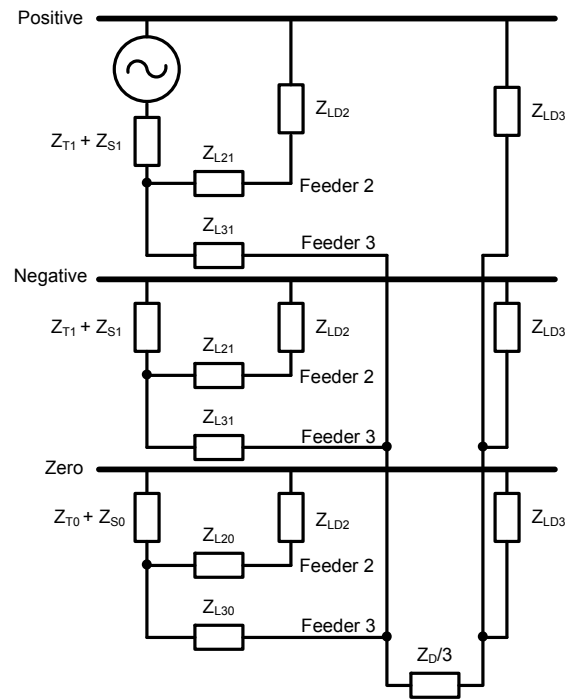 Positive
Z_LD2
Z_LD3
Z_T1 + Z_S1
Z_L21
Feeder 2
Z_L31
Feeder 3
Negative
Z_T1 + Z_S1
Z_LD2
Z_LD3
Z_L21
Feeder 2
Z_L31
Feeder 3
Zero
Z_T0 + Z_S0
Z_LD2
Z_LD3
Z_L20
Feeder 2
Z_L30
Feeder 3
Z_D/3